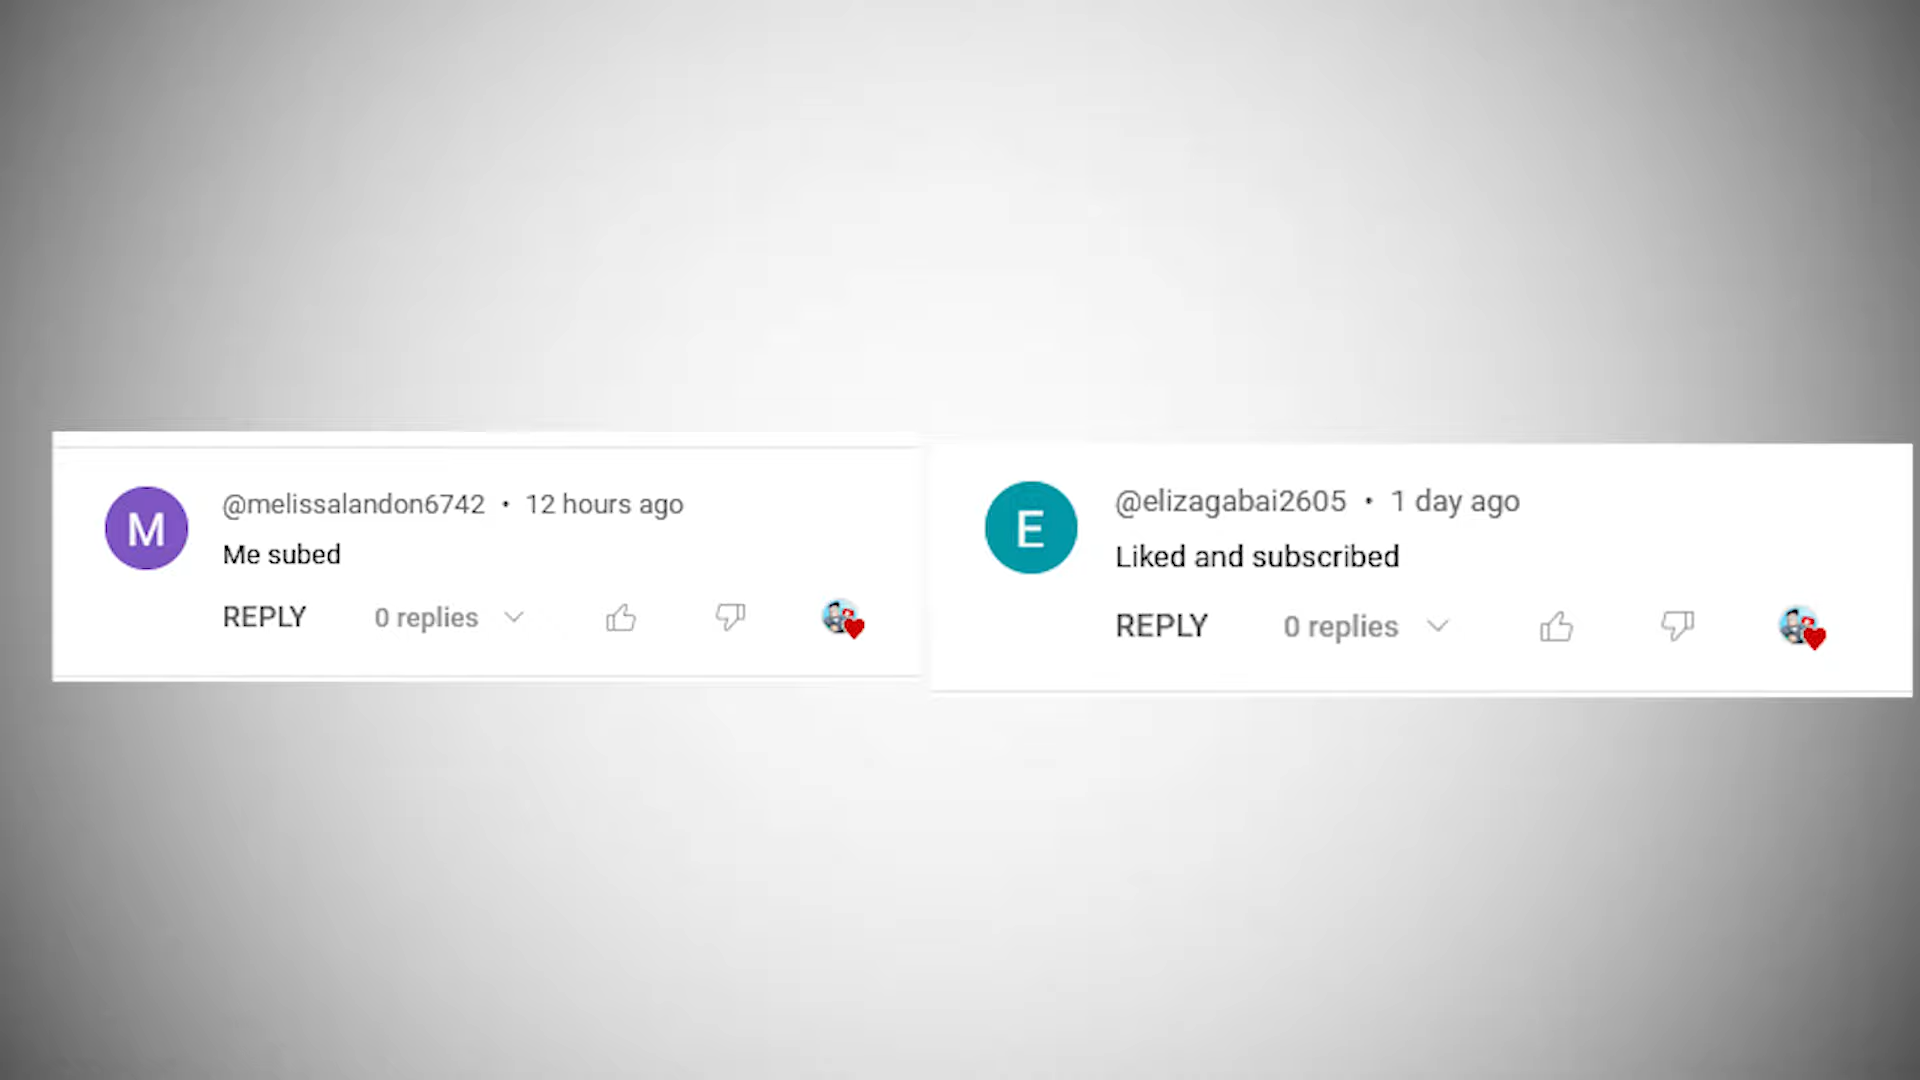 M
@melissalandon6742 • 12 hours ago
Me subed
REPLY 0 replies
E
@elizagabai2605 • 1 day ago
Liked and subscribed
REPLY 0 replies